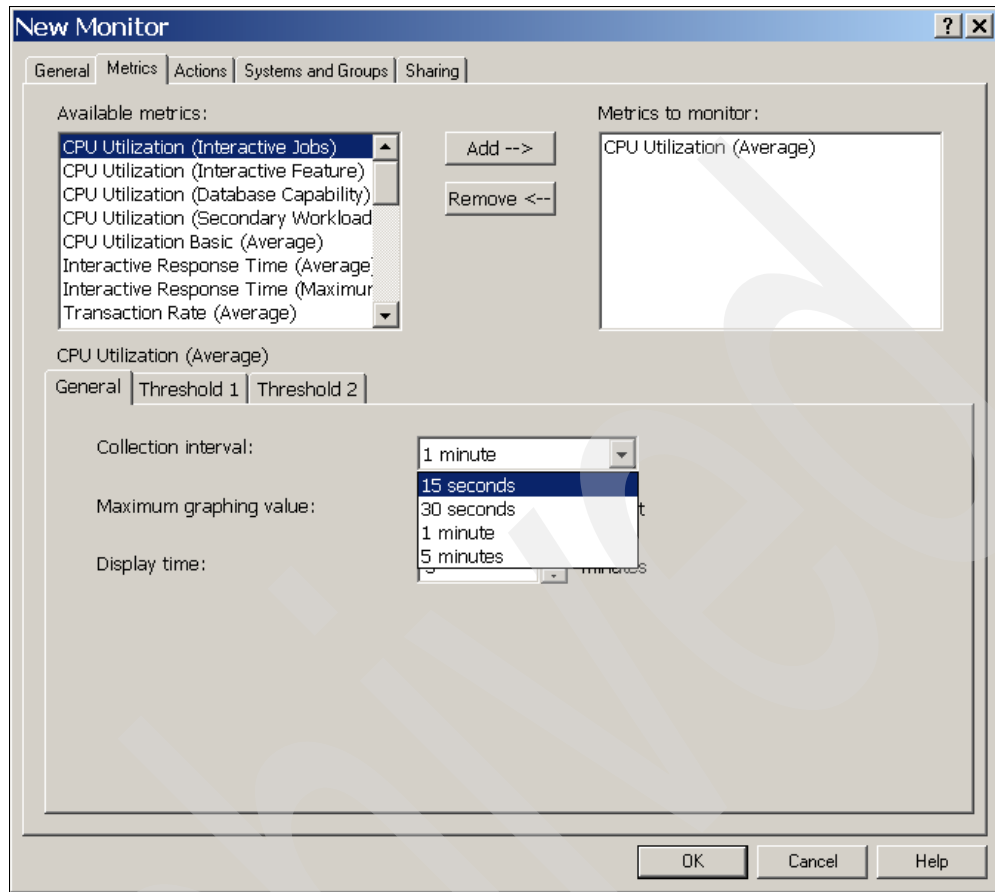 New Monitor
General Metrics Actions Systems and Groups Sharing
Available metrics:
Metrics to monitor:
CPU Utilization (Interactive Jobs)
CPU Utilization (Interactive Feature)
CPU Utilization (Database Capability)
CPU Utilization (Secondary Workload
CPU Utilization Basic (Average)
Interactive Response Time (Average)
Interactive Response Time (Maximur
Transaction Rate (Average)
Add -->
Remove <--
CPU Utilization (Average)
CPU Utilization (Average)
General Threshold 1 Threshold 2
Collection interval:
1 minute
15 seconds
30 seconds
1 minute
5 minutes
Maximum graphing value:
t
Display time:
minutes
OK Cancel Help